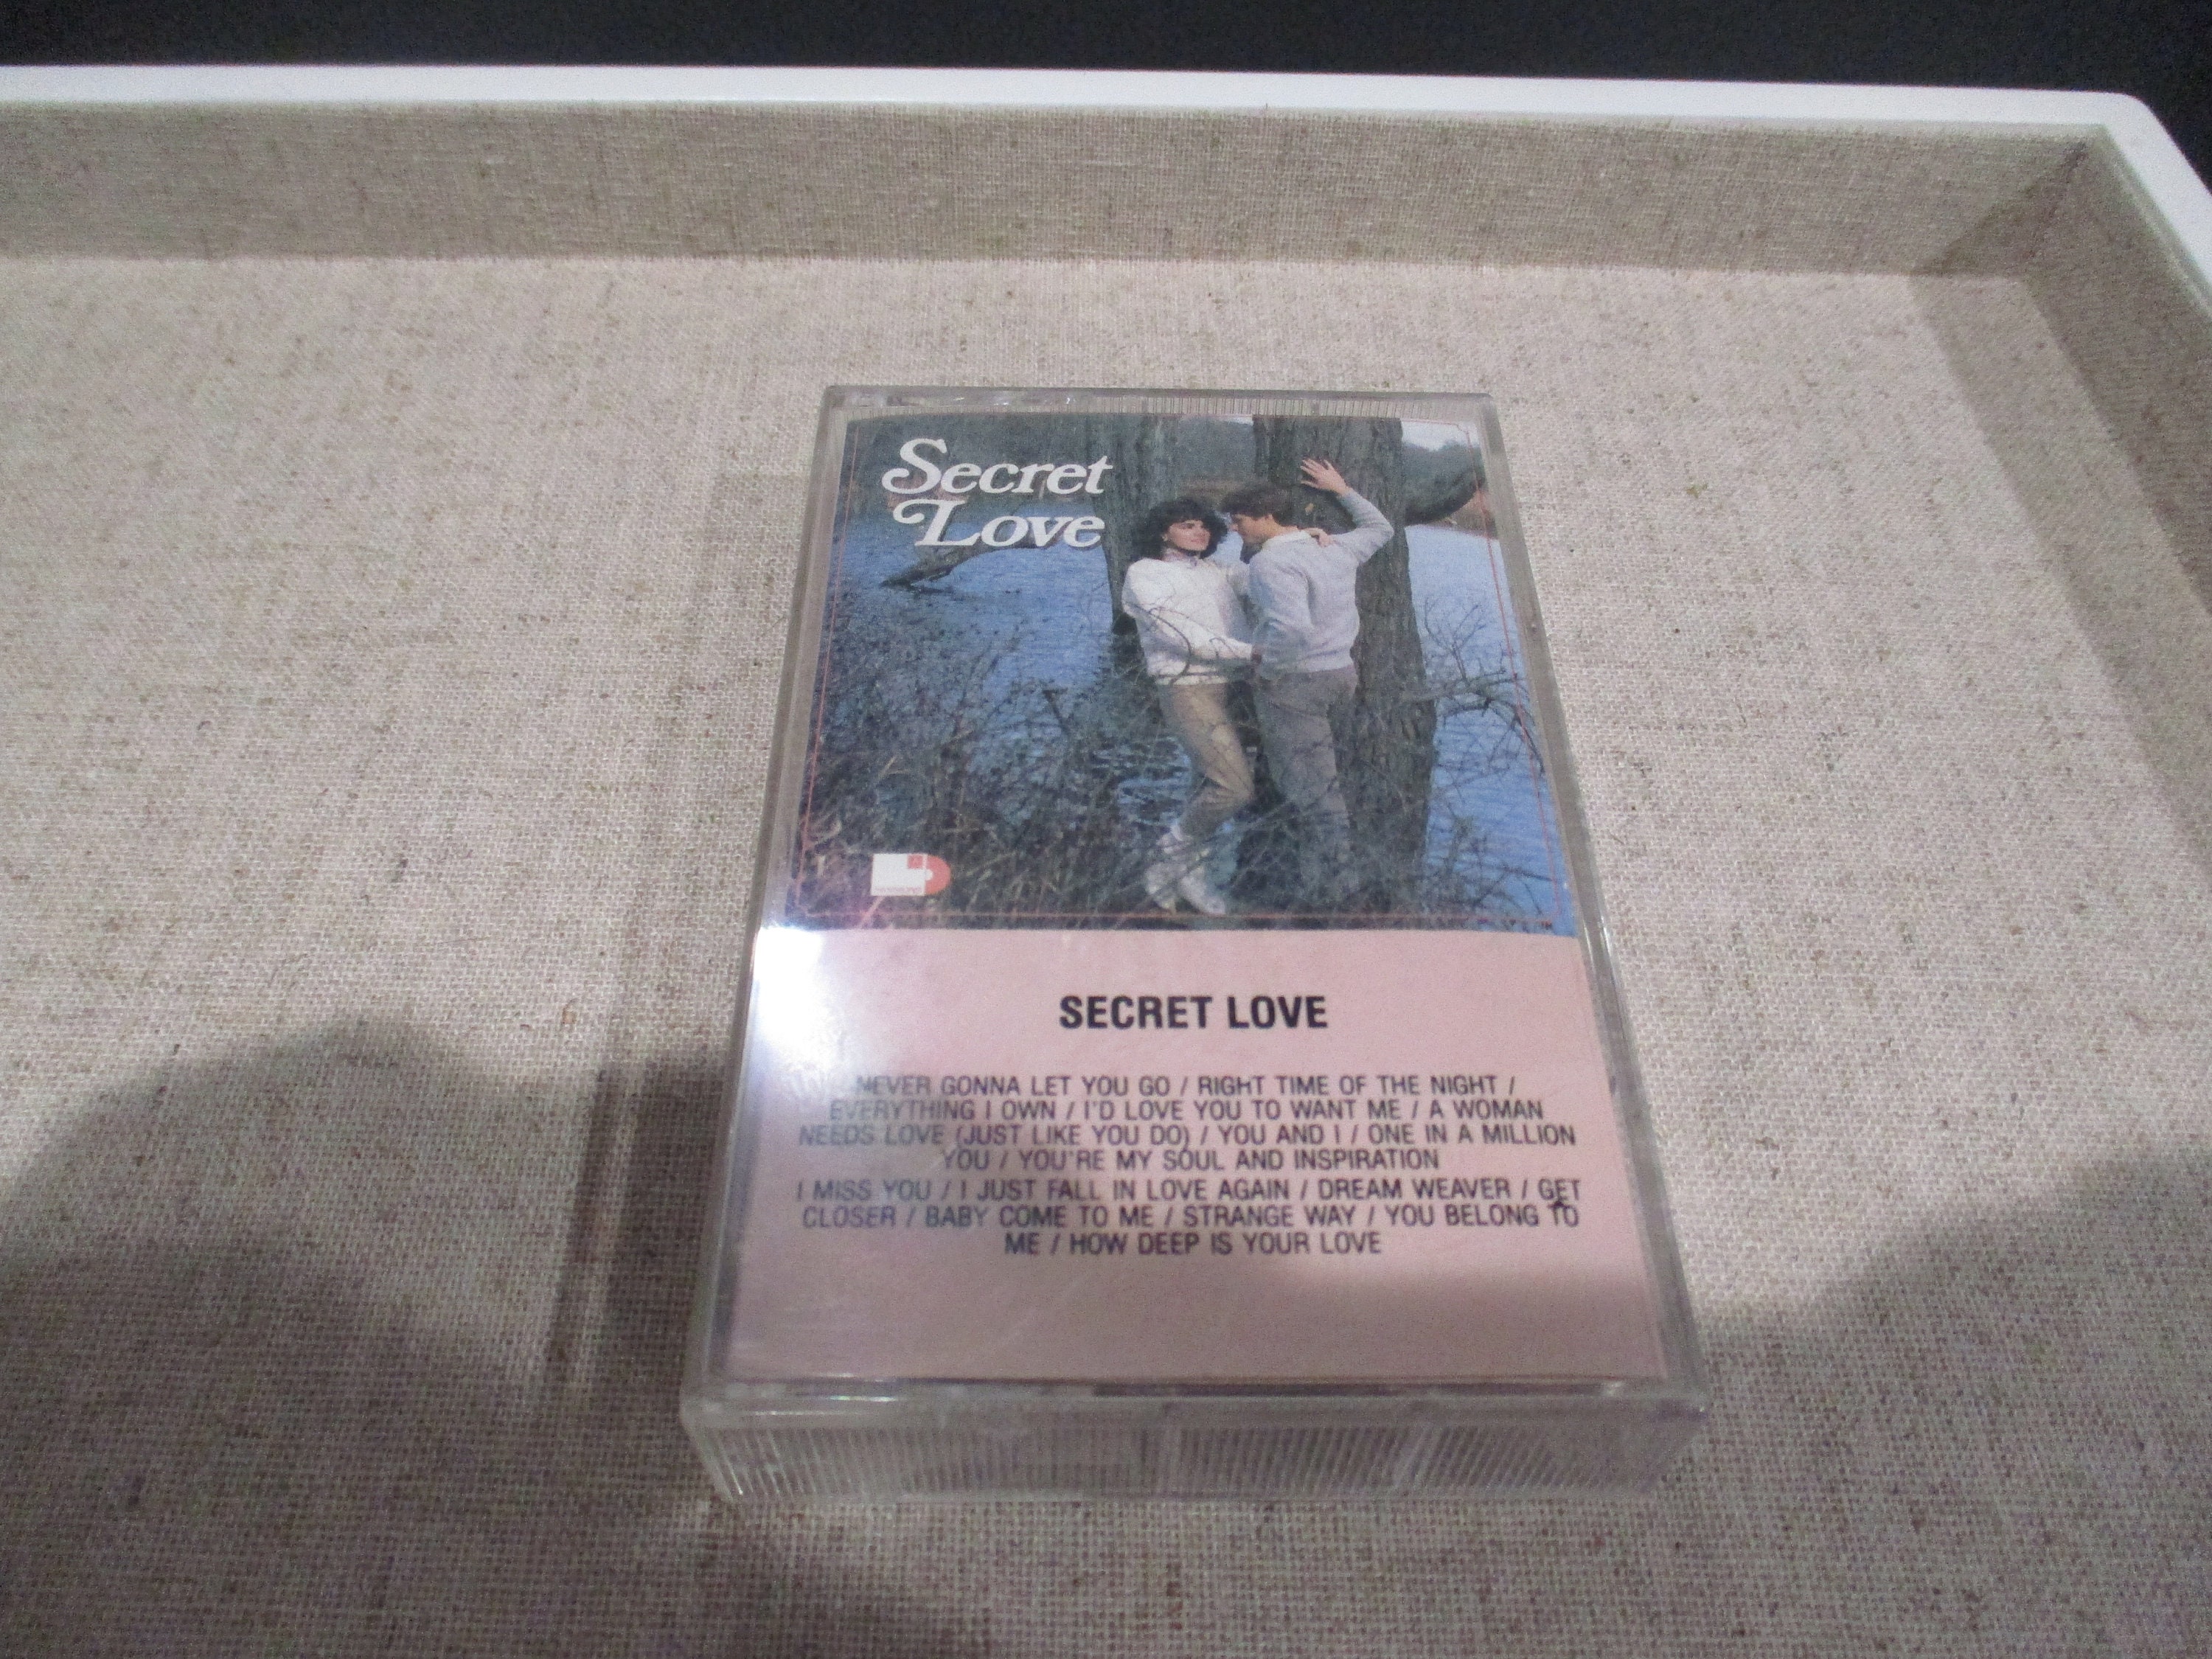 Secret
Love
SECRET LOVE
NEVER GONNA LET YOU GO / RIGHT TIME OF THE NIGHT /
EVERYTHING I OWN / I'D LOVE YOU TO WANT ME / A WOMAN
NEEDS LOVE (JUST LIKE YOU DO) / YOU AND I / ONE IN A MILLION
YOU / YOU'RE MY SOUL AND INSPIRATION
I MISS YOU / I JUST FALL IN LOVE AGAIN / DREAM WEAVER / GET
CLOSER / BABY COME TO ME / STRANGE WAY / YOU BELONG TO
ME / HOW DEEP IS YOUR LOVE